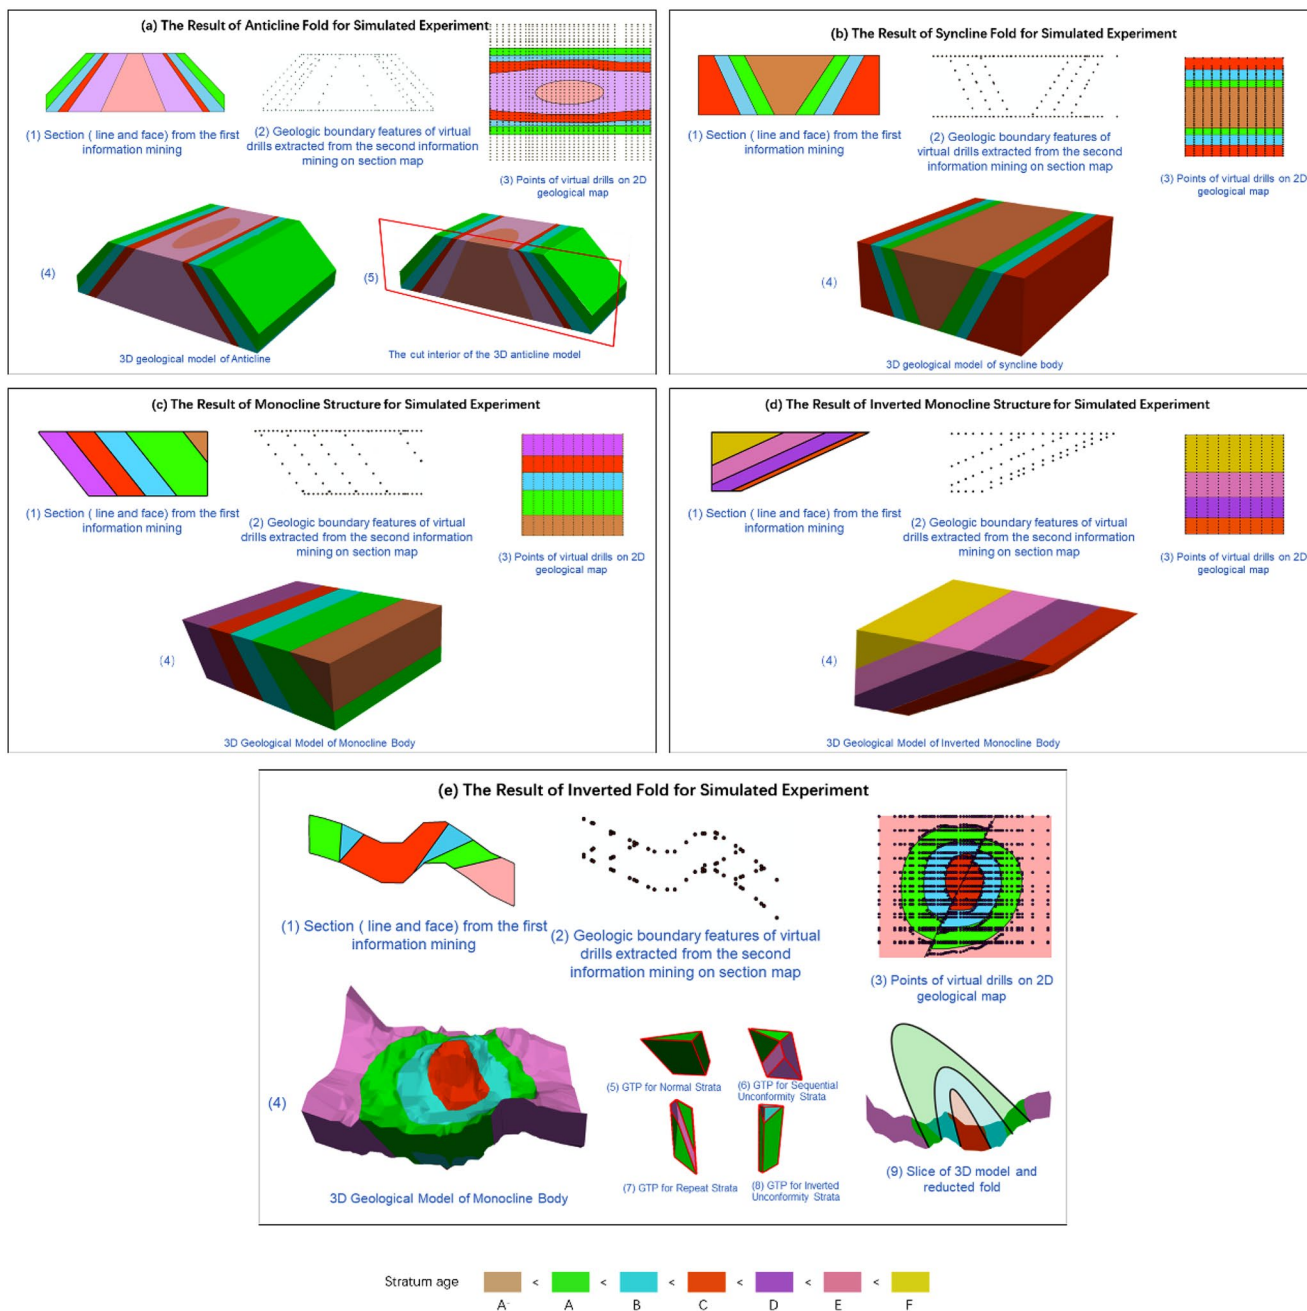 (a) The Result of Anticline Fold for Simulated Experiment
(1) Section ( line and face) from the first
information mining
(2) Geologic boundary features of virtual
drills extracted from the second information
mining on section map
(3) Points of virtual drills on 2D
geological map
(4)
3D geological model of Anticline
(5)
The cut interior of the 3D anticline model
(b) The Result of Syncline Fold for Simulated Experiment
(1) Section ( line and face) from the first
information mining
(2) Geologic boundary features of
virtual drills extracted from the second
information mining on section map
(3) Points of virtual drills on 2D
geological map
(4)
3D geological model of syncline body
(c) The Result of Monocline Structure for Simulated Experiment
(1) Section ( line and face) from the first
information mining
(2) Geologic boundary features of virtual
drills extracted from the second information
mining on section map
(3) Points of virtual drills on 2D
geological map
(4)
3D Geological Model of Monocline Body
(d) The Result of Inverted Monocline Structure for Simulated Experiment
(1) Section ( line and face) from the first
information mining
(2) Geologic boundary features of virtual
drills extracted from the second information
mining on section map
(3) Points of virtual drills on 2D
geological map
(4)
3D Geological Model of Inverted Monocline Body
(e) The Result of Inverted Fold for Simulated Experiment
(1) Section ( line and face) from the first
information mining
(2) Geologic boundary features of virtual
drills extracted from the second
information mining on section map
(3) Points of virtual drills on 2D
geological map
(4)
3D Geological Model of Monocline Body
(5) GTP for Normal Strata
(6) GTP for Sequential
Unconformity Strata
(7) GTP for Repeat Strata
(8) GTP for Inverted
Unconformity Strata
(9) Slice of 3D model and
reducted fold
Stratum age < < < < < <
A- A B C D E F